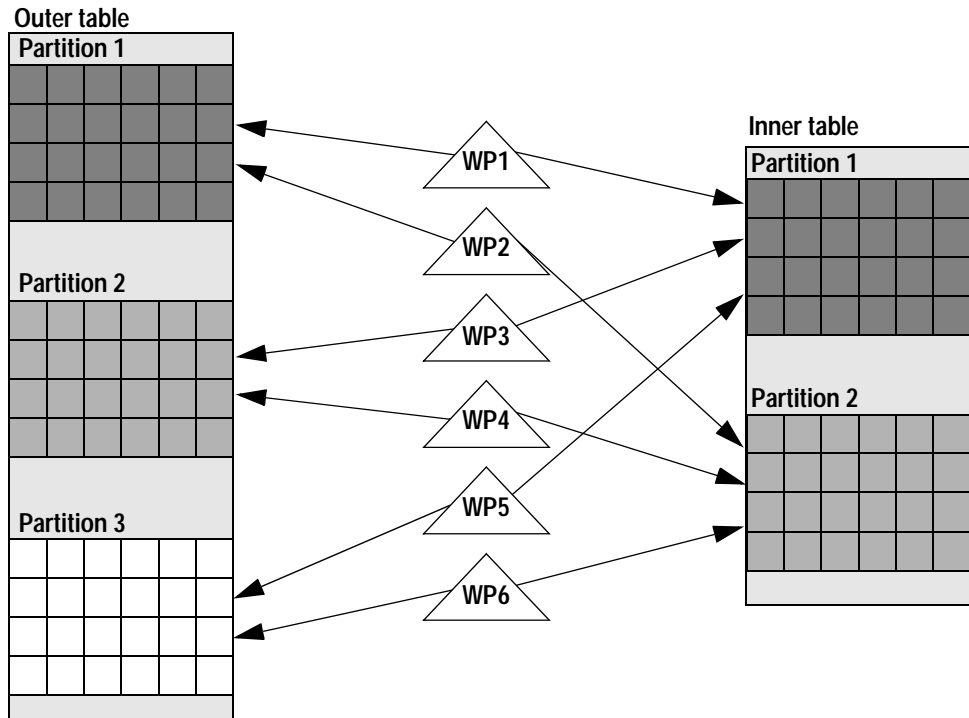 Outer table
Partition 1
Partition 2
Partition 3
WP1
WP2
WP3
WP4
WP5
WP6
Inner table
Partition 1
Partition 2